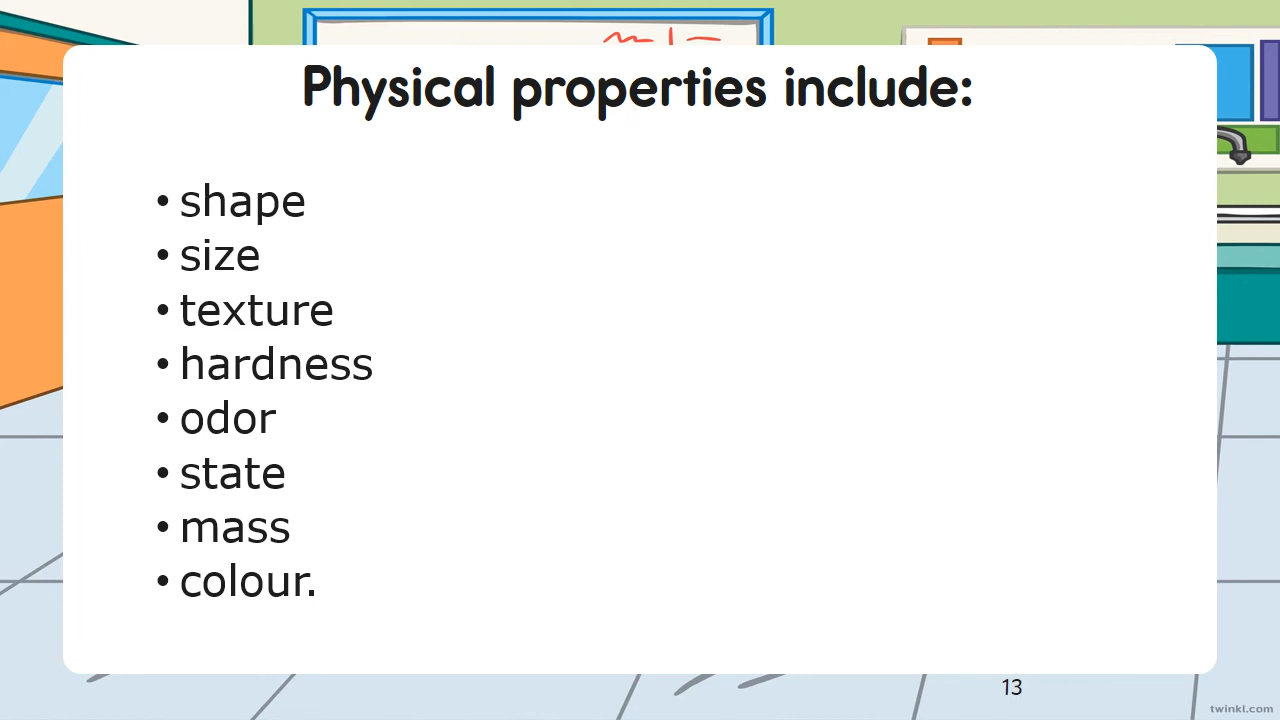 Physical properties include:
• shape
• size
• texture
• hardness
• odor
• state
• mass
• colour.
13
twinkl.com